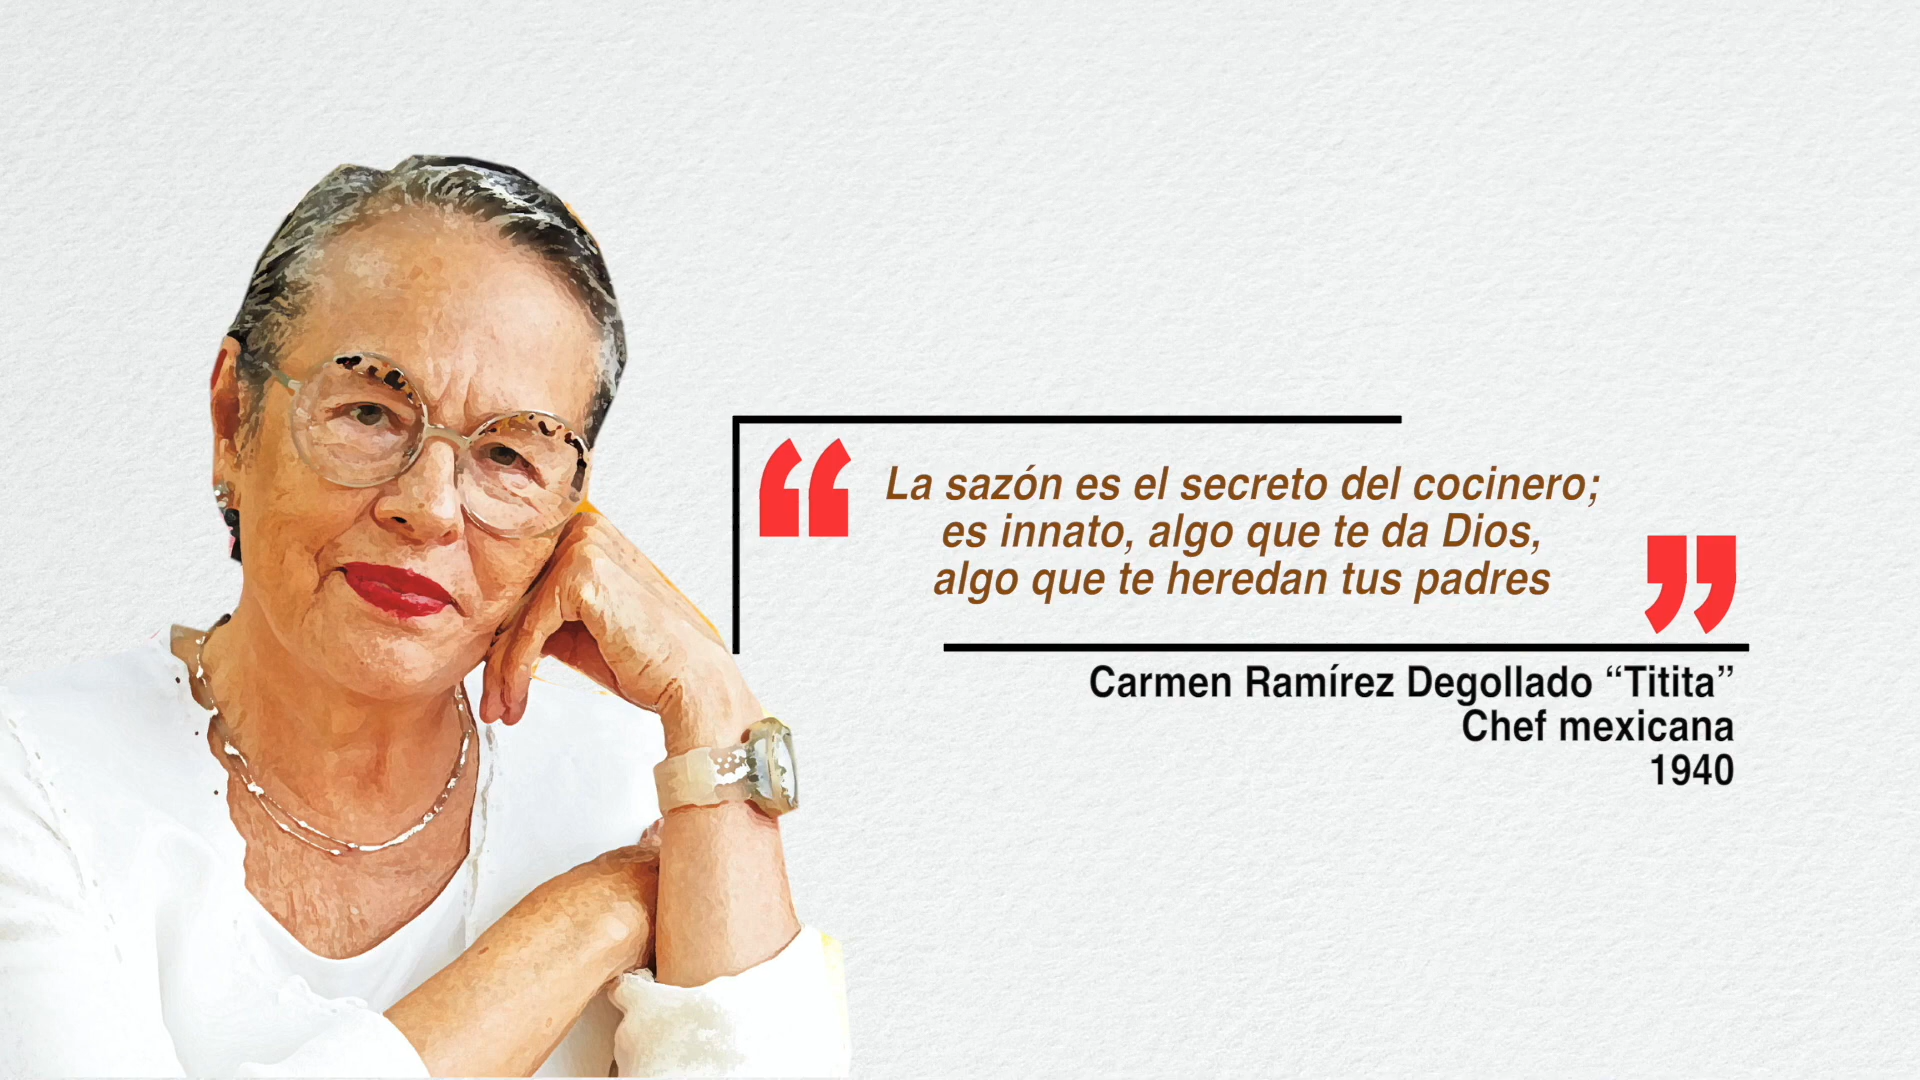 “La sazón es el secreto del cocinero;
es innato, algo que te da Dios,
algo que te heredan tus padres”
Carmen Ramírez Degollado “Titita”
Chef mexicana
1940